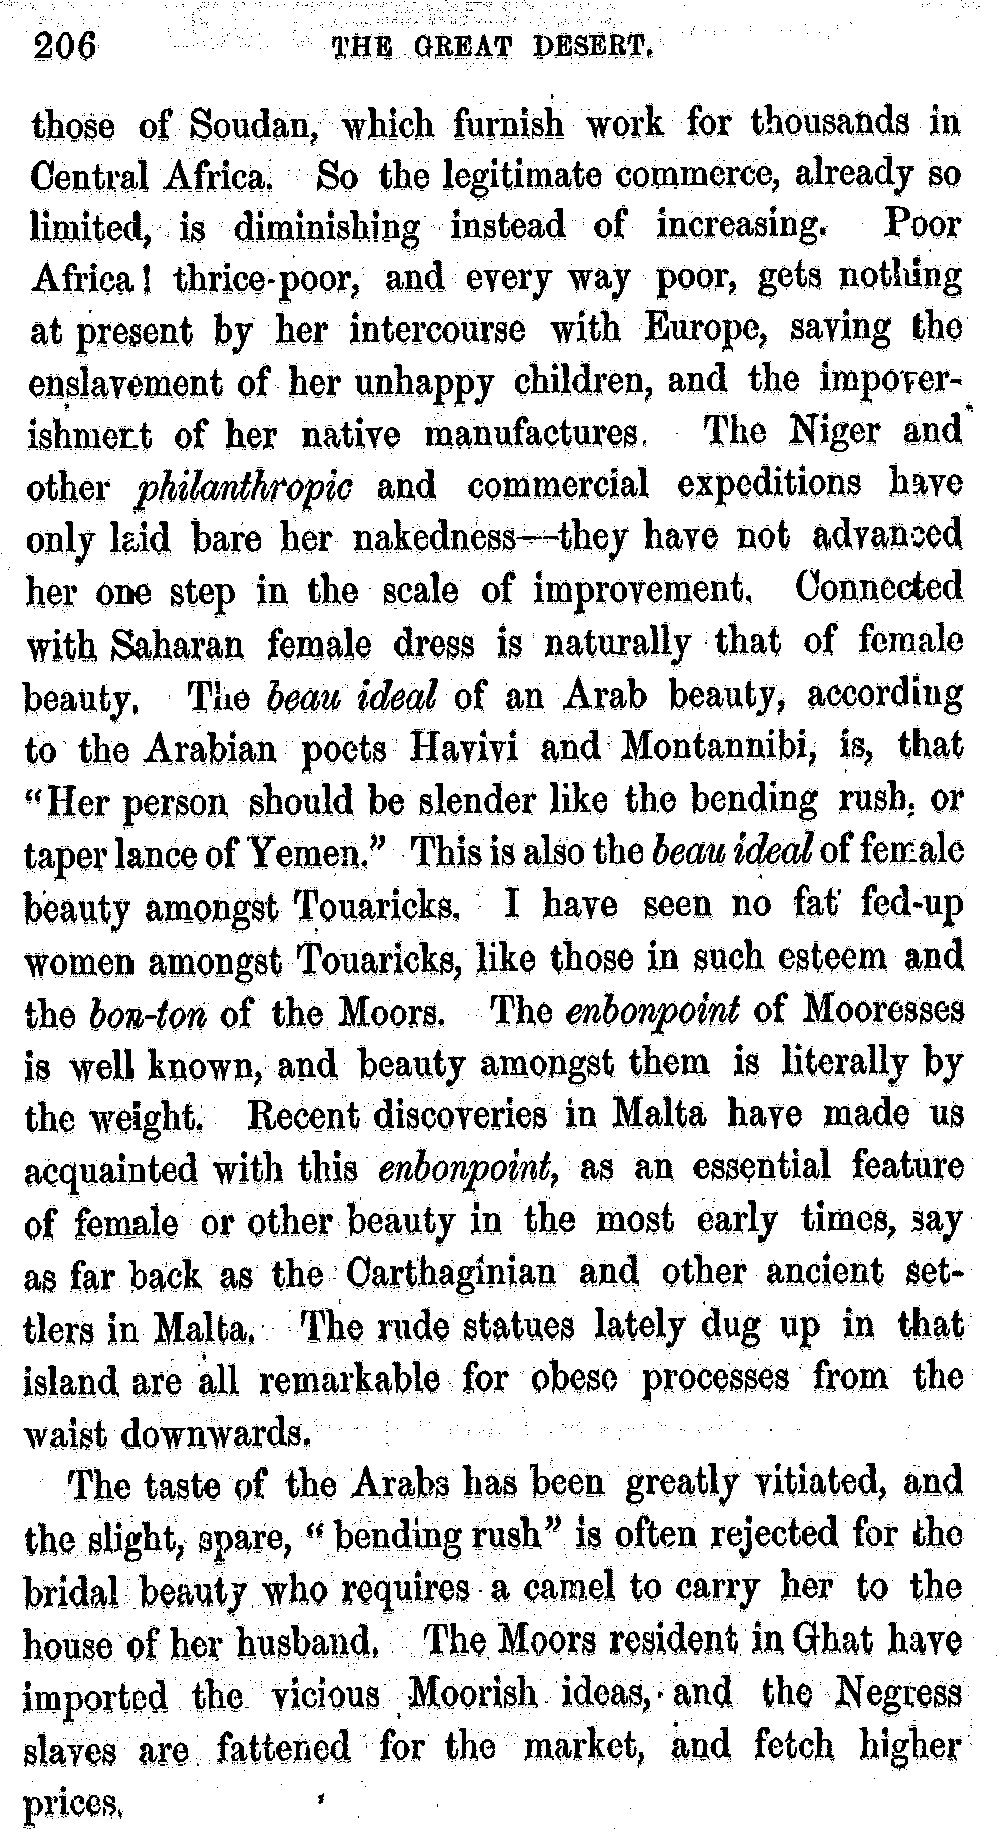 206 THE GREAT DESERT.
those of Soudan, which furnish work for thousands in
Central Africa. So the legitimate commerce, already so
limited, is diminishing instead of increasing. Poor
Africa! thrice-poor, and every way poor, gets nothing
at present by her intercourse with Europe, saving the
enslavement of her unhappy children, and the impover-
ishment of her native manufactures. The Niger and
other philanthropic and commercial expeditions have
only laid bare her nakedness—they have not advanced
her one step in the scale of improvement. Connected
with Saharan female dress is naturally that of female
beauty. The beau ideal of an Arab beauty, according
to the Arabian poets Havivi and Montannibi, is, that
“Her person should be slender like the bending rush, or
taper lance of Yemen.” This is also the beau ideal of female
beauty amongst Touaricks. I have seen no fat fed-up
women amongst Touaricks, like those in such esteem and
the bon-ton of the Moors. The enbonpoint of Mooresses
is well known, and beauty amongst them is literally by
the weight. Recent discoveries in Malta have made us
acquainted with this enbonpoint, as an essential feature
of female or other beauty in the most early times, say
as far back as the Carthaginian and other ancient set-
tlers in Malta. The rude statues lately dug up in that
island are all remarkable for obese processes from the
waist downwards.
The taste of the Arabs has been greatly vitiated, and
the slight, spare, “bending rush” is often rejected for the
bridal beauty who requires a camel to carry her to the
house of her husband. The Moors resident in Ghat have
imported the vicious Moorish ideas, and the Negress
slaves are fattened for the market, and fetch higher
prices.